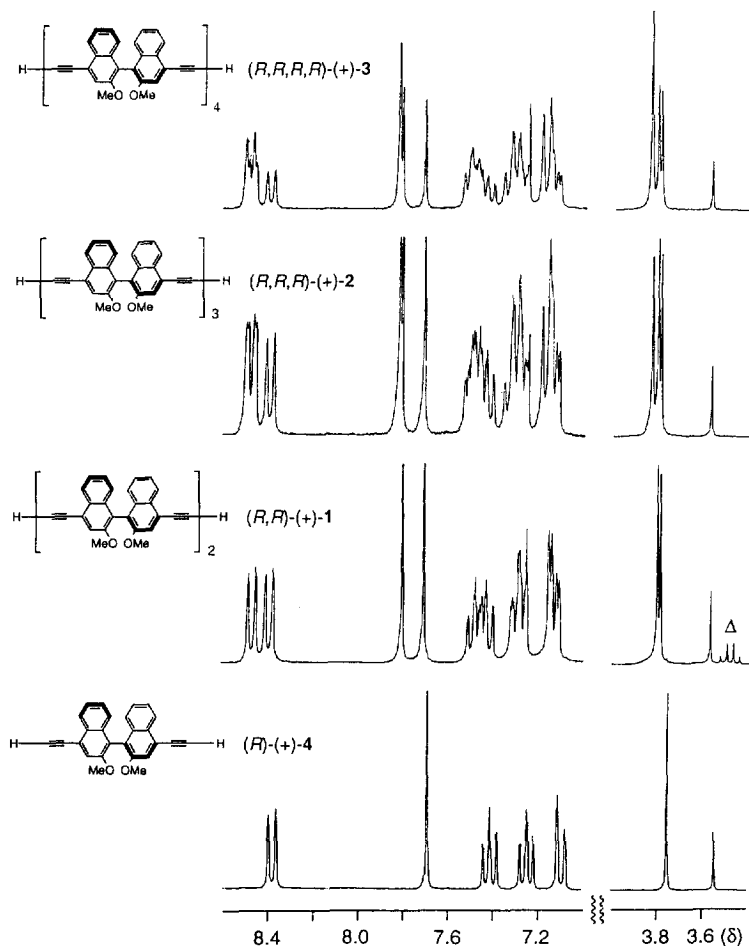 H H (R,R,R,R)-(+)-3
MeO OMe
4
H H (R,R,R)-(+)-2
MeO OMe
3
H H (R,R)-(+)-1
MeO OMe
2
Δ
H H (R)-(+)-4
MeO OMe
8.4 8.0 7.6 7.2 3.8 3.6 (δ)